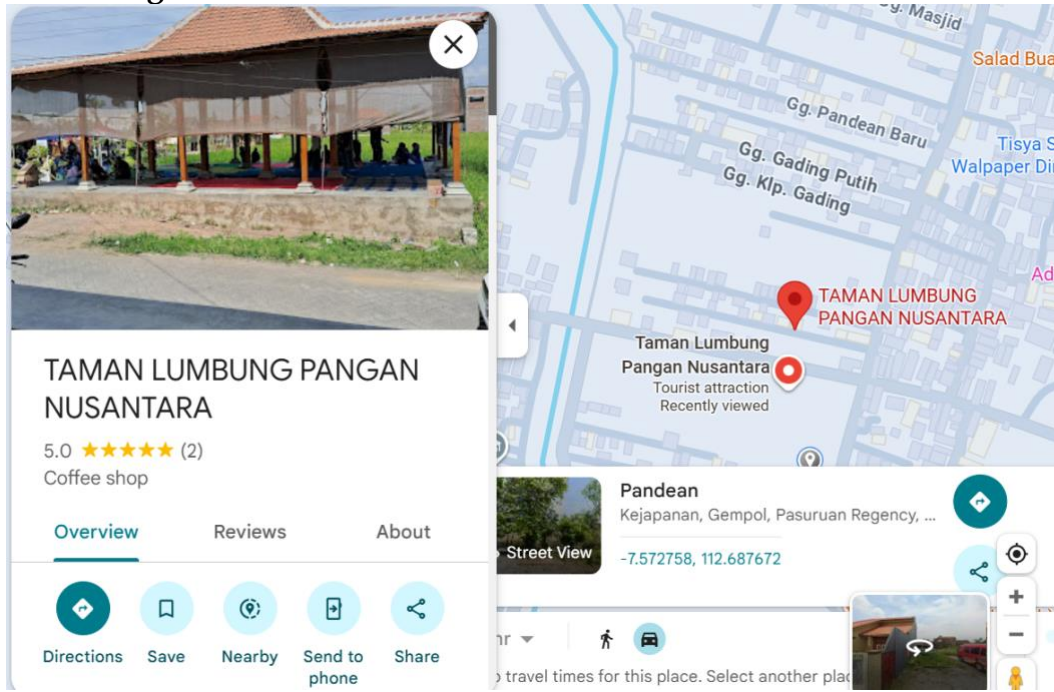 TAMAN LUMBUNG PANGAN
NUSANTARA
5.0 ★★★★★ (2)
Coffee shop
Overview
Reviews
About
Directions
Save
Nearby
Send to
phone
Share
Gg. Masjid
Salad Bua
Gg. Pandean Baru
Tisya S
Walpaper Di
Gg. Gading Putih
Gg. Klp. Gading
Ad
TAMAN LUMBUNG
PANGAN NUSANTARA
Taman Lumbung
Pangan Nusantara
Tourist attraction
Recently viewed
Pandean
Kejapanan, Gempol, Pasuruan Regency, ...
Street View
-7.572758, 112.687672
travel times for this place. Select another plac